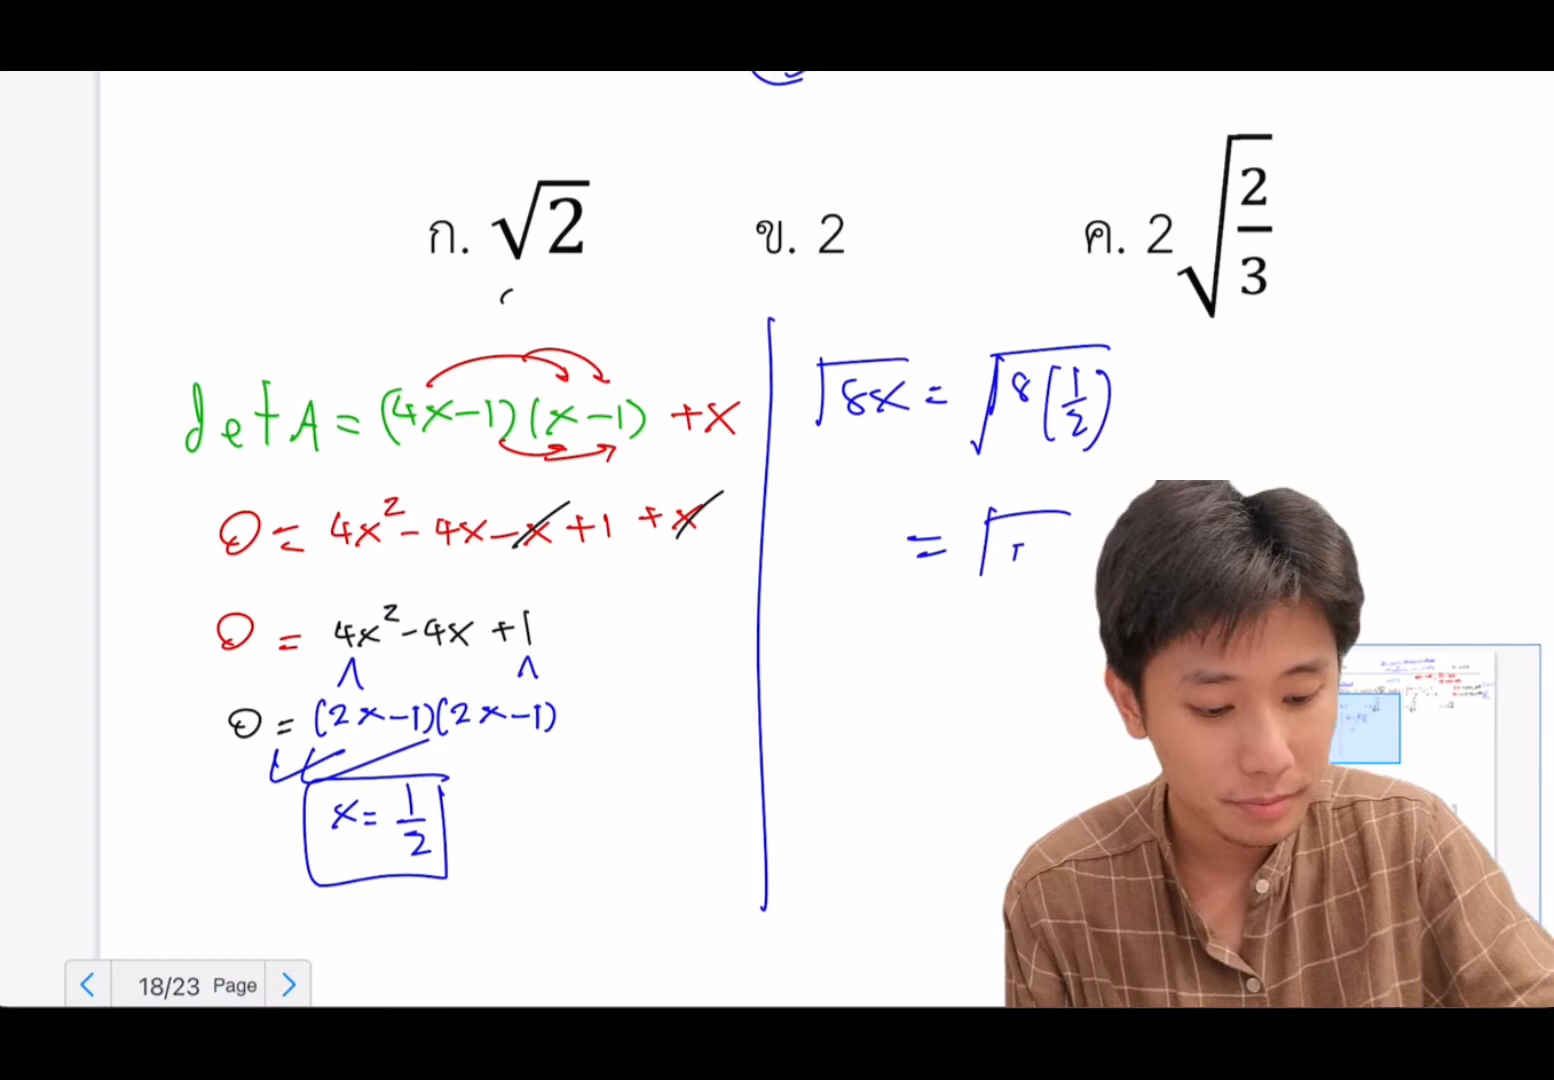 ก. √2
ข. 2
ค. 2√(2/3)
det A = (4x-1)(x-1) +x
0 = 4x² - 4x - x + 1 + x
0 = 4x² - 4x + 1
0 = (2x-1)(2x-1)
x = 1/2
√8x = √8(1/2)
= √
18/23 Page